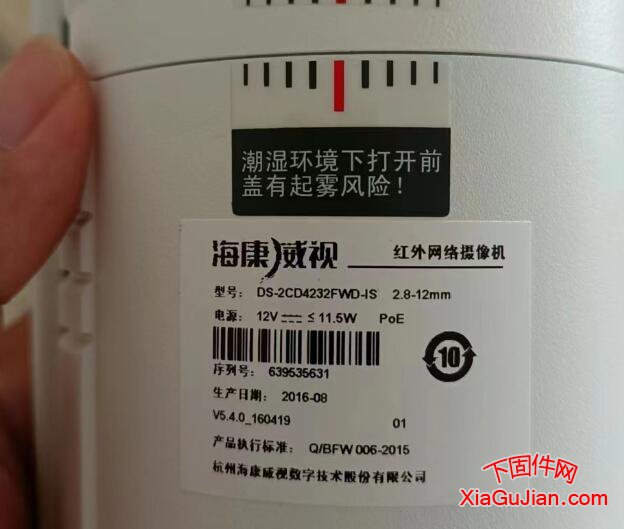 潮湿环境下打开前
盖有起雾风险！
海康威视 红外网络摄像机
型号： DS-2CD4232FWD-IS 2.8-12mm
电源： 12V ⎓ ≤11.5W PoE
10
序列号： 639535631
生产日期： 2016-08
V5.4.0_160419 01
产品执行标准： Q/BFW 006-2015
杭州海康威视数字技术股份有限公司
下固件网
XiaGuJian.com